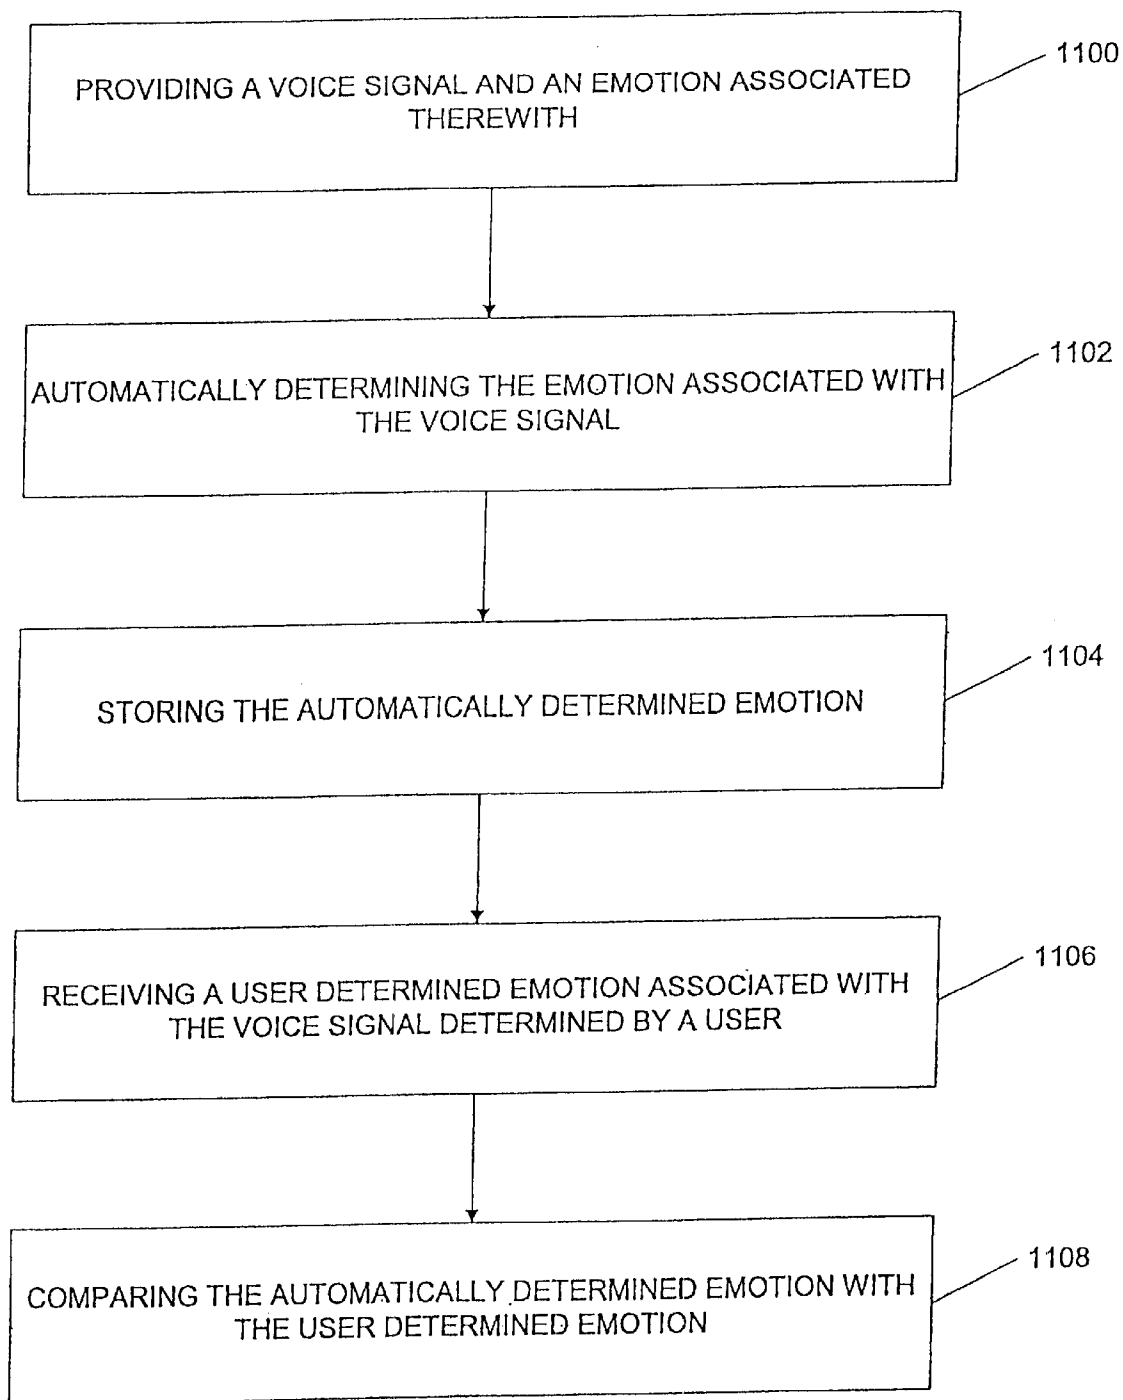 PROVIDING A VOICE SIGNAL AND AN EMOTION ASSOCIATED
THEREWITH
1100
AUTOMATICALLY DETERMINING THE EMOTION ASSOCIATED WITH
THE VOICE SIGNAL
1102
STORING THE AUTOMATICALLY DETERMINED EMOTION
1104
RECEIVING A USER DETERMINED EMOTION ASSOCIATED WITH
THE VOICE SIGNAL DETERMINED BY A USER
1106
COMPARING THE AUTOMATICALLY DETERMINED EMOTION WITH
THE USER DETERMINED EMOTION
1108